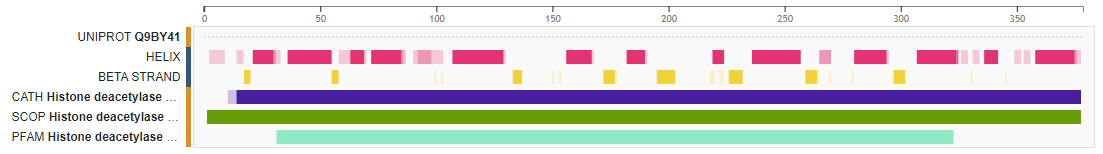 0 50 100 150 200 250 300 350
UNIPROT Q9BY41
HELIX
BETA STRAND
CATH Histone deacetylase ...
SCOP Histone deacetylase ...
PFAM Histone deacetylase ...